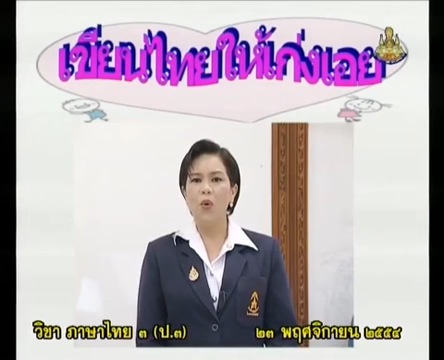 เขียนไทยให้เก่งเอย
วิชา ภาษาไทย ๓ (ป.๓) ๒๓ พฤศจิกายน ๒๕๕๔